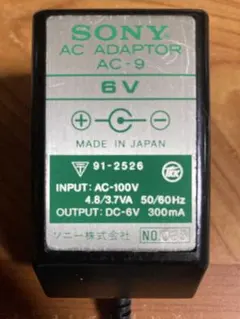 SONY
AC ADAPTOR
AC-9
6V
MADE IN JAPAN
91-2526
INPUT: AC-100V
4.8/3.7VA 50/60Hz
OUTPUT: DC-6V 300mA
ソニー株式会社 NO.